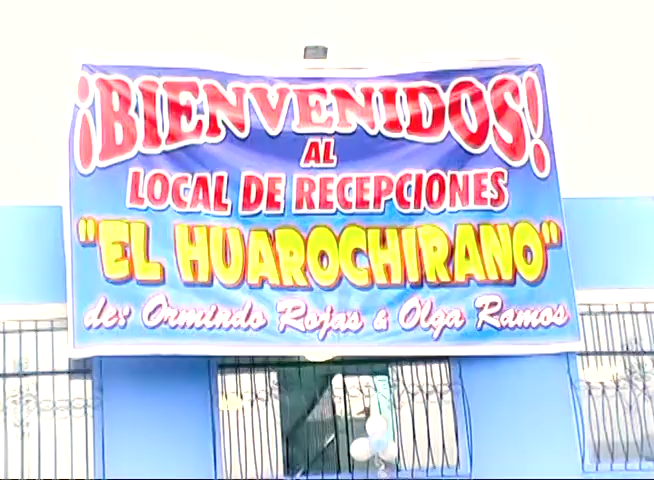 ¡BIENVENIDOS!
AL
LOCAL DE RECEPCIONES
"EL HUAROCHIRANO"
de: Ormindo Rojas & Olga Ramos